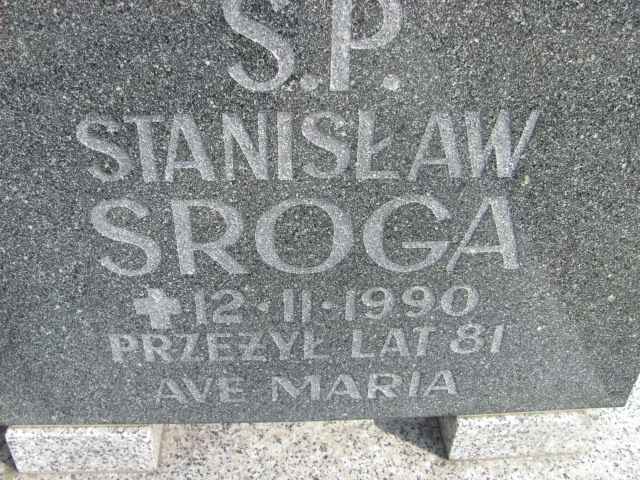 Ś.P.
STANISŁAW
SROGA
✝12·11·1990
PRZEŻYŁ LAT 81
AVE MARIA